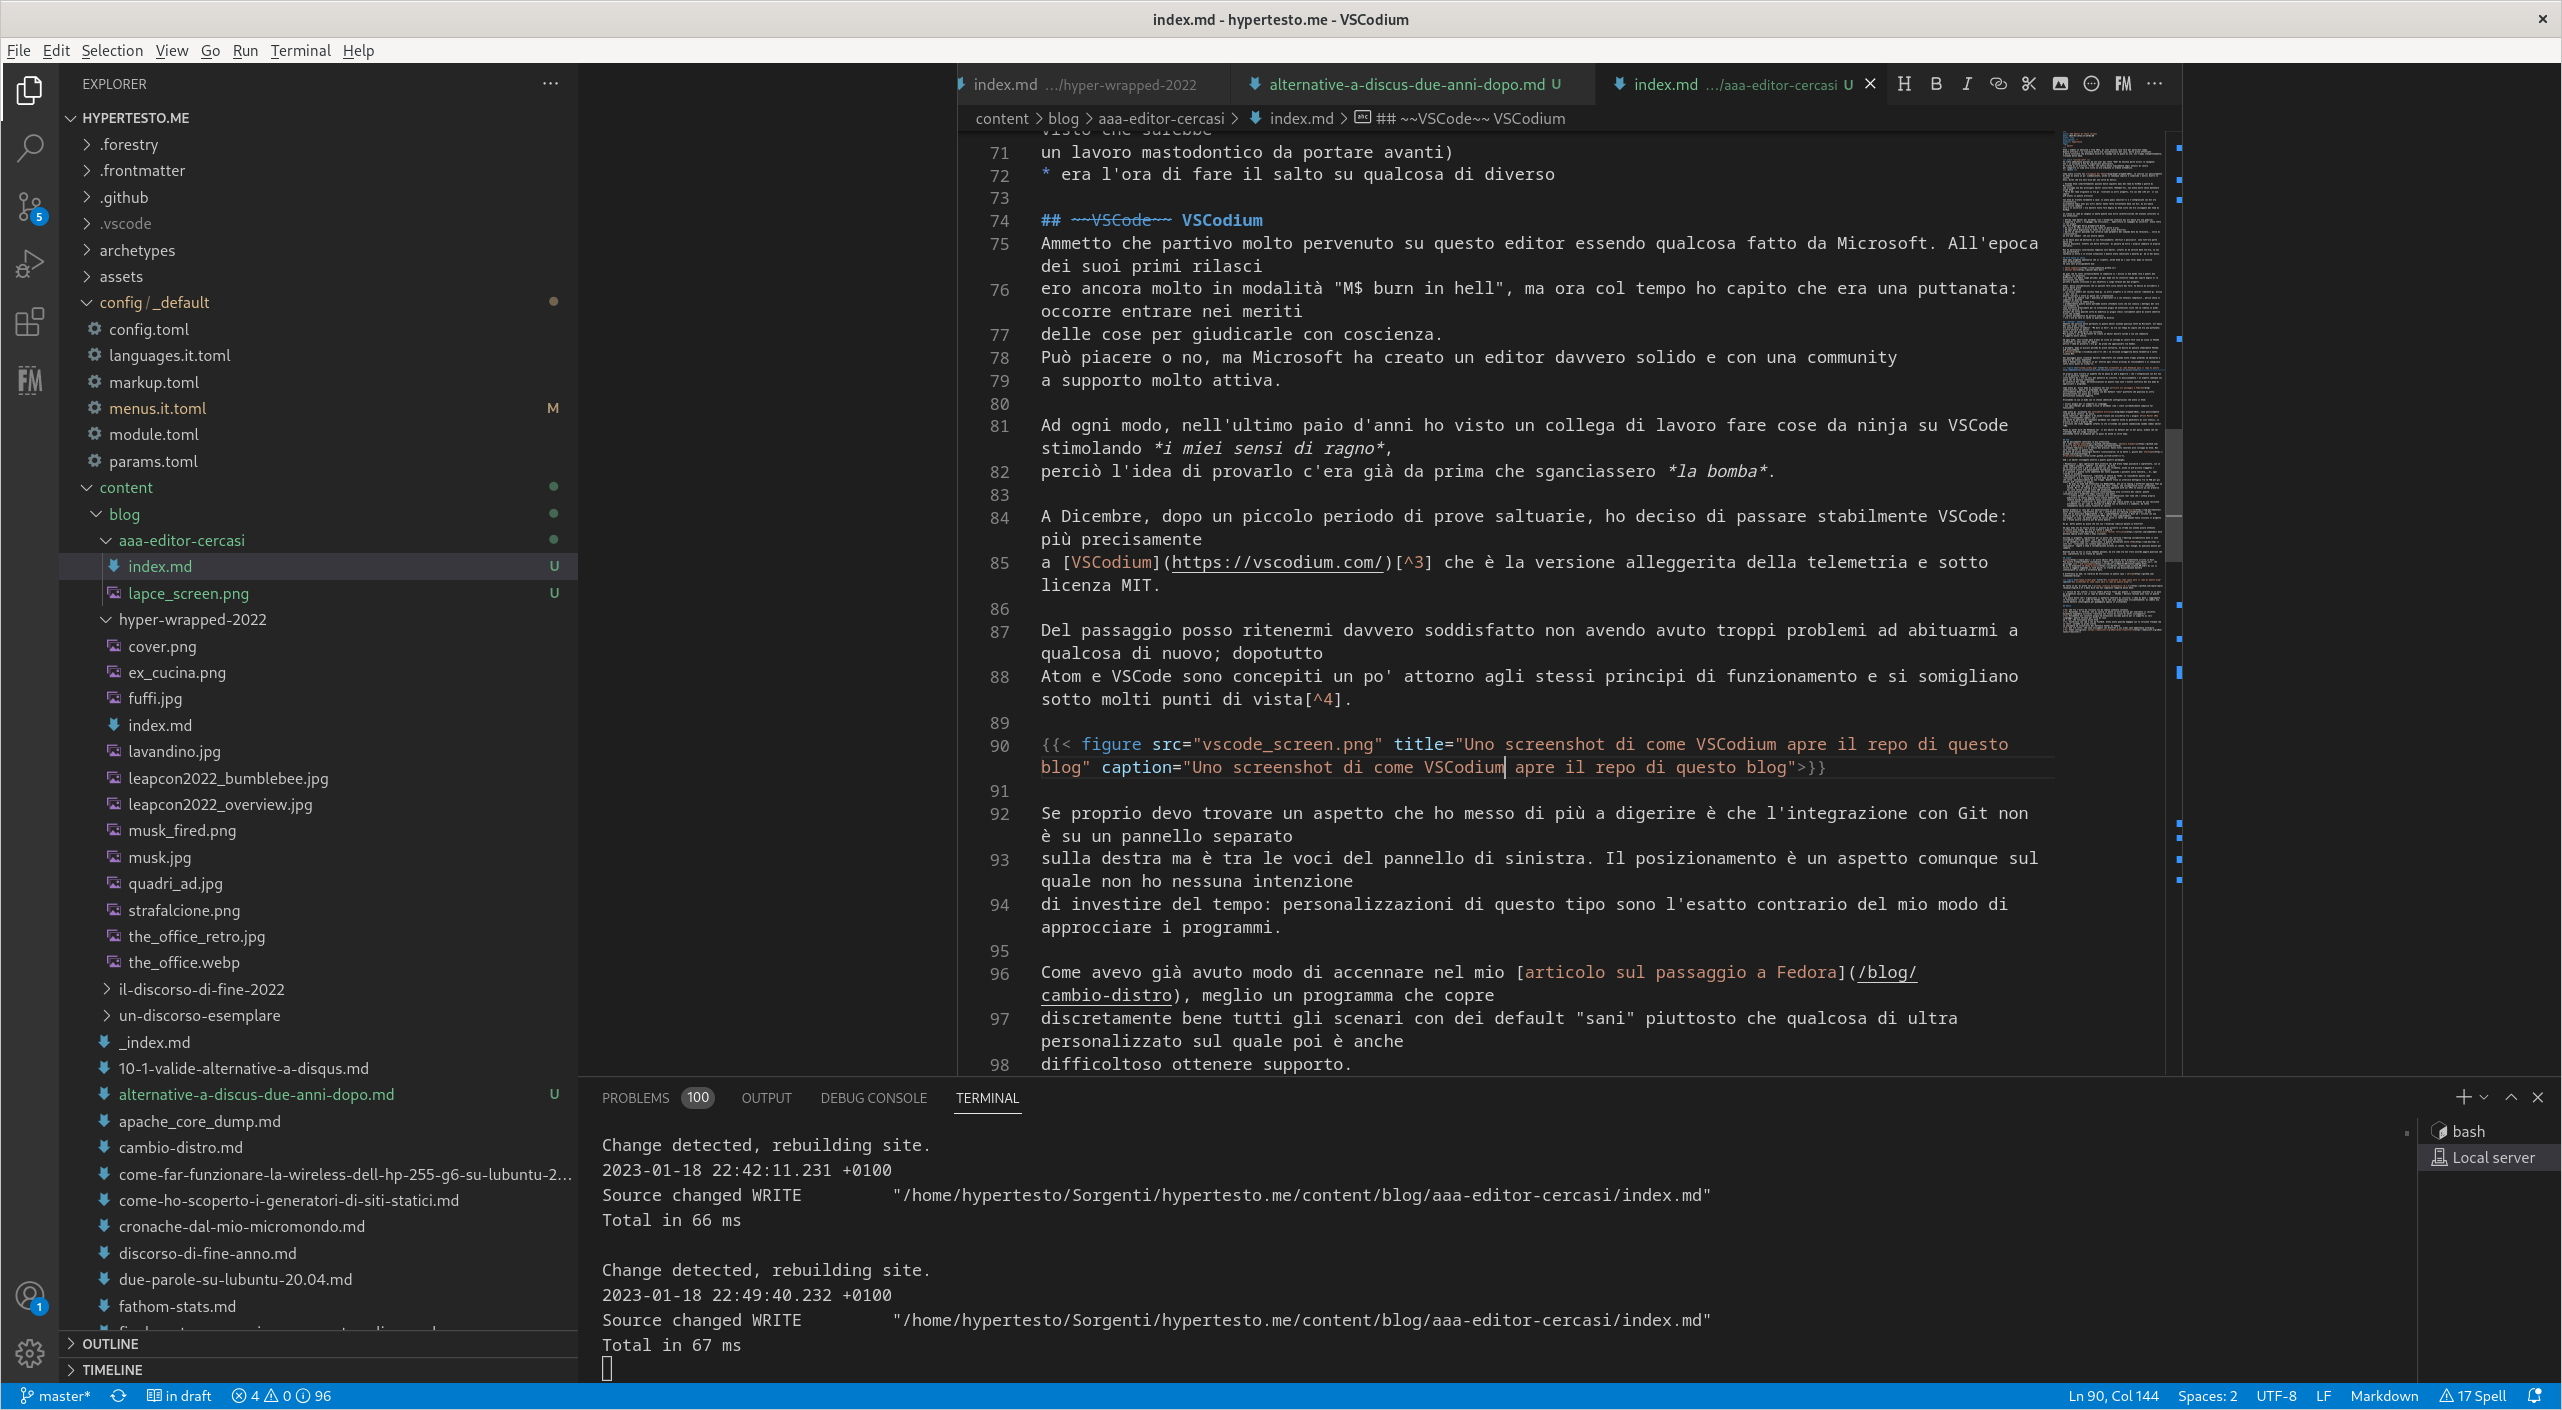 index.md - hypertesto.me - VSCodium
File Edit Selection View Go Run Terminal Help
EXPLORER
HYPERTESTO.ME
.forestry
.frontmatter
.github
5
.vscode
archetypes
assets
config / _default
config.toml
languages.it.toml
markup.toml
menus.it.toml M
module.toml
params.toml
content
blog
aaa-editor-cercasi
index.md U
lapce_screen.png U
hyper-wrapped-2022
cover.png
ex_cucina.png
fuffi.jpg
index.md
lavandino.jpg
leapcon2022_bumblebee.jpg
leapcon2022_overview.jpg
musk_fired.png
musk.jpg
quadri_ad.jpg
strafalcione.png
the_office_retro.jpg
the_office.webp
il-discorso-di-fine-2022
un-discorso-esemplare
_index.md
10-1-valide-alternative-a-disqus.md
alternative-a-discus-due-anni-dopo.md U
apache_core_dump.md
cambio-distro.md
come-far-funzionare-la-wireless-dell-hp-255-g6-su-lubuntu-2...
come-ho-scoperto-i-generatori-di-siti-statici.md
cronache-dal-mio-micromondo.md
discorso-di-fine-anno.md
due-parole-su-lubuntu-20.04.md
fathom-stats.md
1
OUTLINE
TIMELINE
FM
index.md .../hyper-wrapped-2022
alternative-a-discus-due-anni-dopo.md U
index.md .../aaa-editor-cercasi U
H B I FM
content > blog > aaa-editor-cercasi > index.md > abc ## ~~VSCode~~ VSCodium
visto che sarebbe
71 un lavoro mastodontico da portare avanti)
72 * era l'ora di fare il salto su qualcosa di diverso
73
74 ## ~~VSCode~~ VSCodium
75 Ammetto che partivo molto pervenuto su questo editor essendo qualcosa fatto da Microsoft. All'epoca
dei suoi primi rilasci
76 ero ancora molto in modalità "M$ burn in hell", ma ora col tempo ho capito che era una puttanata:
occorre entrare nei meriti
77 delle cose per giudicarle con coscienza.
78 Può piacere o no, ma Microsoft ha creato un editor davvero solido e con una community
79 a supporto molto attiva.
80
81 Ad ogni modo, nell'ultimo paio d'anni ho visto un collega di lavoro fare cose da ninja su VSCode
stimolando *i miei sensi di ragno*,
82 perciò l'idea di provarlo c'era già da prima che sganciassero *la bomba*.
83
84 A Dicembre, dopo un piccolo periodo di prove saltuarie, ho deciso di passare stabilmente VSCode:
più precisamente
85 a [VSCodium](https://vscodium.com/)[^3] che è la versione alleggerita della telemetria e sotto
licenza MIT.
86
87 Del passaggio posso ritenermi davvero soddisfatto non avendo avuto troppi problemi ad abituarmi a
qualcosa di nuovo; dopotutto
88 Atom e VSCode sono concepiti un po' attorno agli stessi principi di funzionamento e si somigliano
sotto molti punti di vista[^4].
89
90 {{< figure src="vscode_screen.png" title="Uno screenshot di come VSCodium apre il repo di questo
blog" caption="Uno screenshot di come VSCodium apre il repo di questo blog">}}
91
92 Se proprio devo trovare un aspetto che ho messo di più a digerire è che l'integrazione con Git non
è su un pannello separato
93 sulla destra ma è tra le voci del pannello di sinistra. Il posizionamento è un aspetto comunque sul
quale non ho nessuna intenzione
94 di investire del tempo: personalizzazioni di questo tipo sono l'esatto contrario del mio modo di
approcciare i programmi.
95
96 Come avevo già avuto modo di accennare nel mio [articolo sul passaggio a Fedora](/blog/
cambio-distro), meglio un programma che copre
97 discretamente bene tutti gli scenari con dei default "sani" piuttosto che qualcosa di ultra
personalizzato sul quale poi è anche
98 difficoltoso ottenere supporto.
PROBLEMS 100 OUTPUT DEBUG CONSOLE TERMINAL
Change detected, rebuilding site.
2023-01-18 22:42:11.231 +0100
Source changed WRITE "/home/hypertesto/Sorgenti/hypertesto.me/content/blog/aaa-editor-cercasi/index.md"
Total in 66 ms
Change detected, rebuilding site.
2023-01-18 22:49:40.232 +0100
Source changed WRITE "/home/hypertesto/Sorgenti/hypertesto.me/content/blog/aaa-editor-cercasi/index.md"
Total in 67 ms
bash
Local server
master* in draft 4 0 96
Ln 90, Col 144 Spaces: 2 UTF-8 LF Markdown 17 Spell